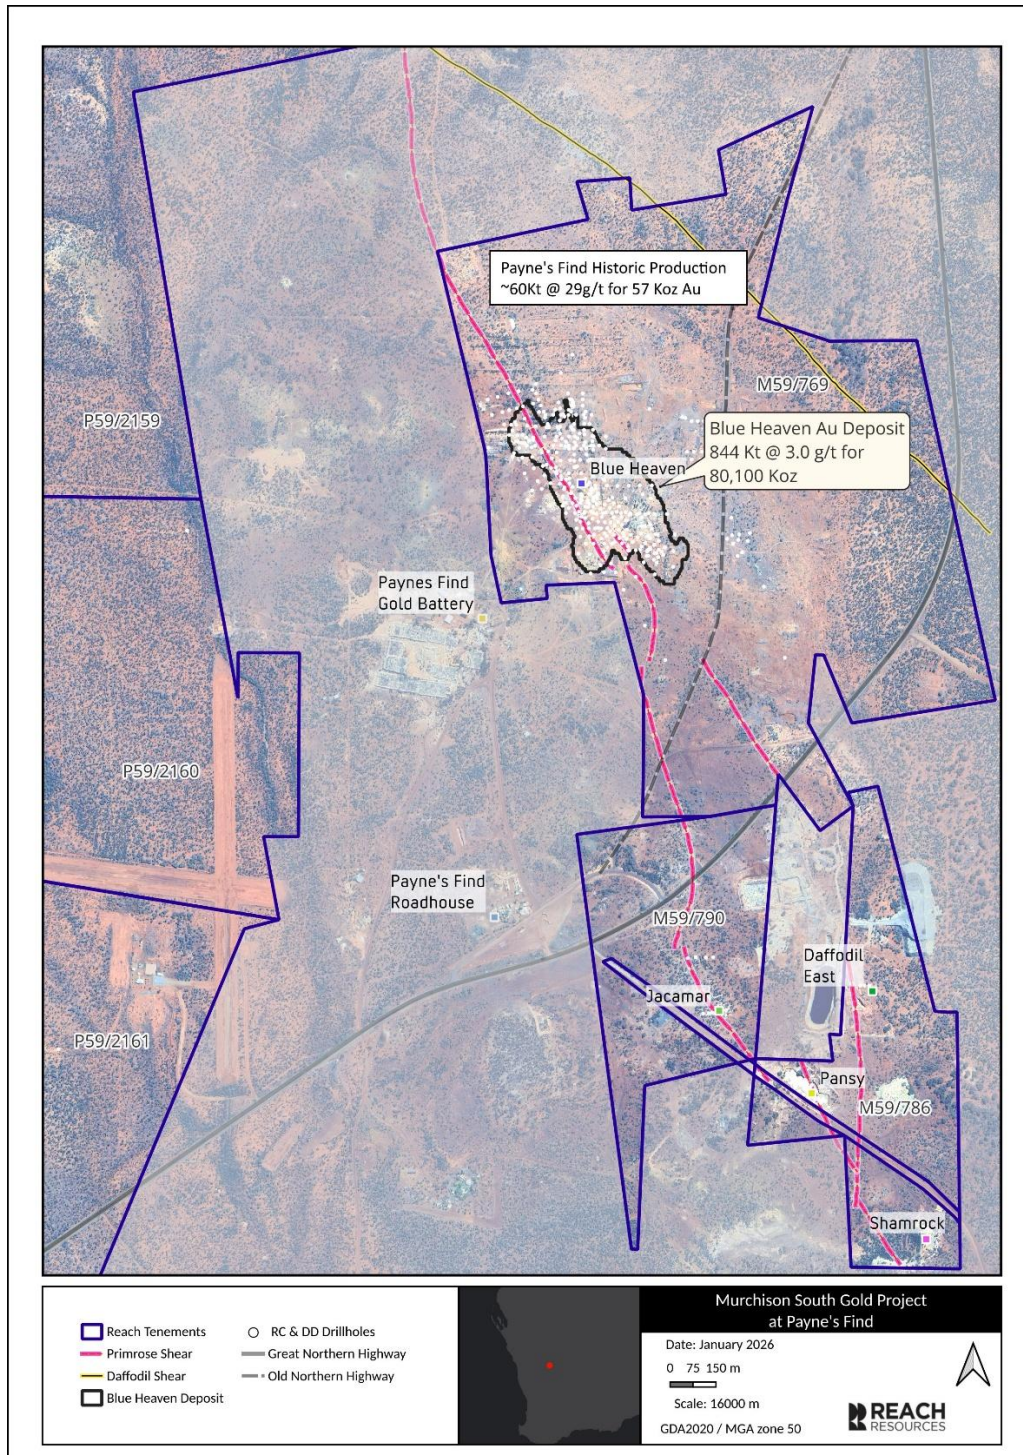 Payne's Find Historic Production
~60Kt @ 29g/t for 57 Koz Au
M59/769
P59/2159
Blue Heaven Au Deposit
844 Kt @ 3.0 g/t for
80,100 Koz
Blue Heaven
Paynes Find
Gold Battery
P59/2160
Payne's Find
Roadhouse
M59/790
Daffodil
East
Jacamar
P59/2161
Pansy
M59/786
Shamrock
Reach Tenements
Primrose Shear
Daffodil Shear
Blue Heaven Deposit
RC & DD Drillholes
Great Northern Highway
Old Northern Highway
Murchison South Gold Project
at Payne's Find
Date: January 2026
0 75 150 m
Scale: 16000 m
GDA2020 / MGA zone 50
REACH
RESOURCES